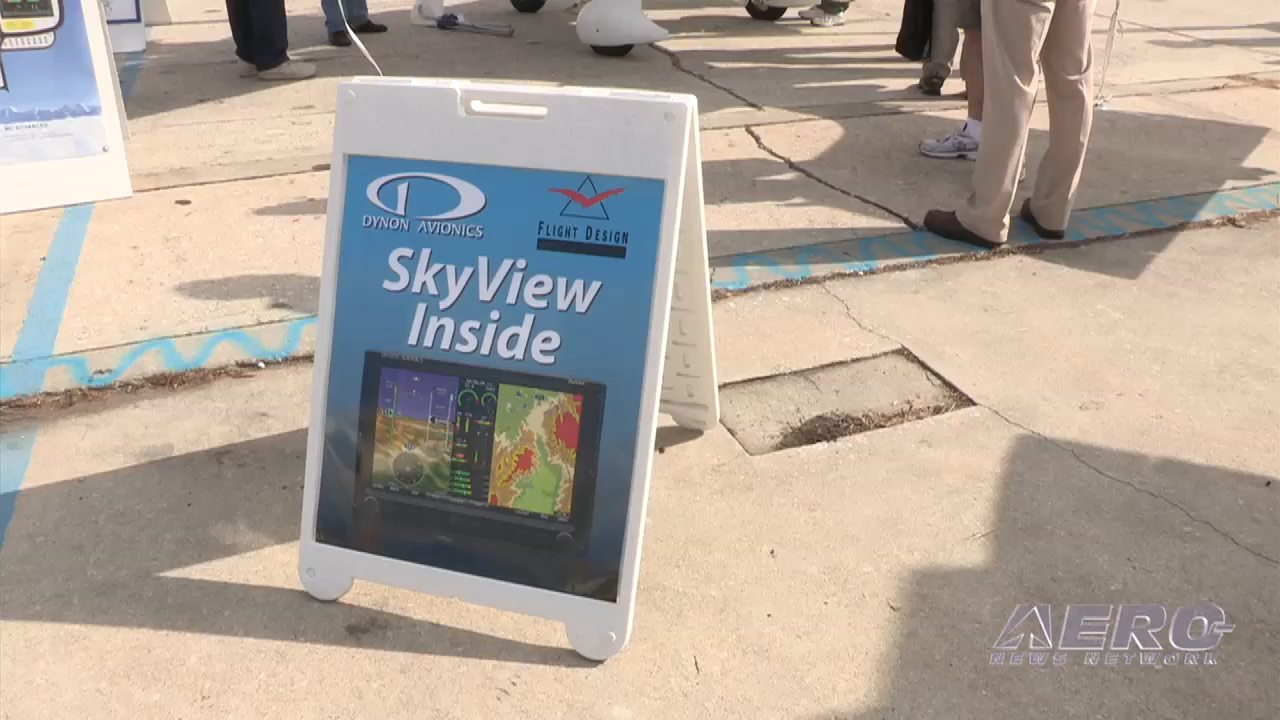 DYNON AVIONICS
FLIGHT DESIGN
SkyView
Inside
AERO
NEWS NETWORK